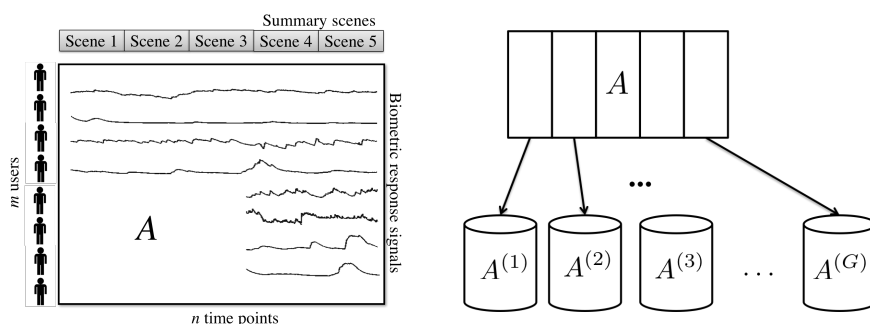 Summary scenes
Scene 1 Scene 2 Scene 3 Scene 4 Scene 5
m users
A
Biometric response signals
n time points
A
...
A^(1) A^(2) A^(3) ... A^(G)